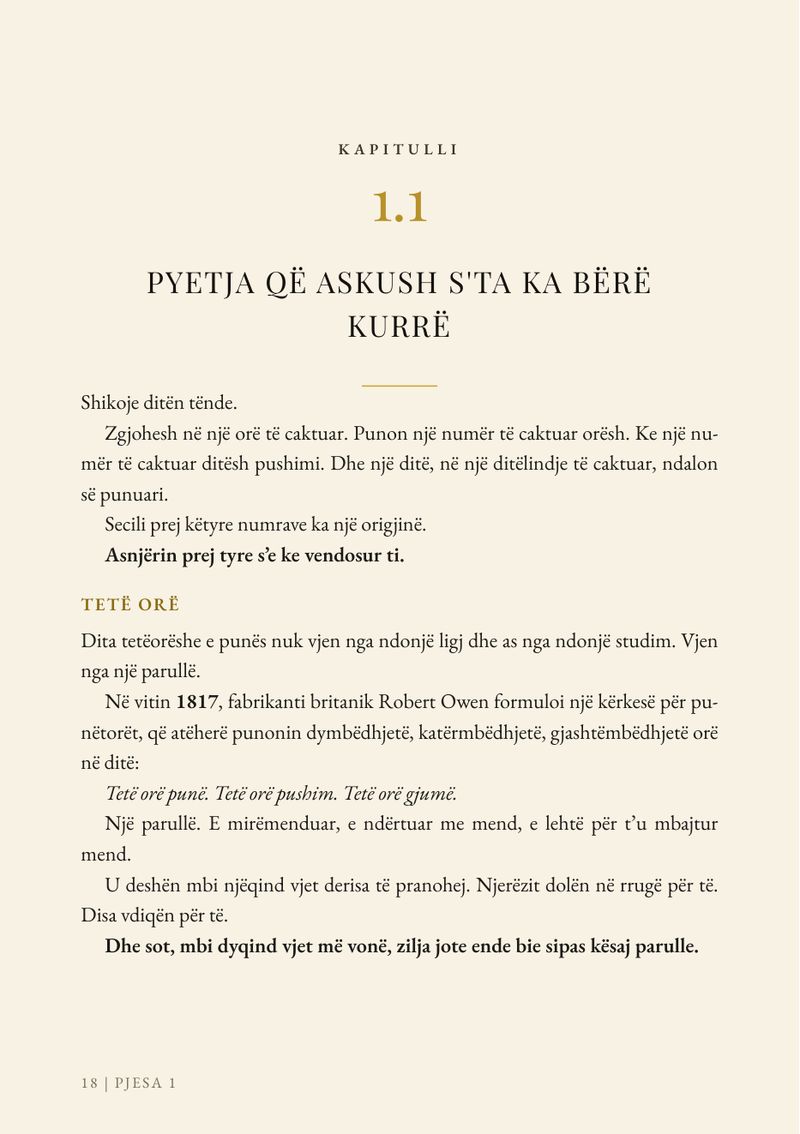 KAPITULLI
1.1
PYETJA QË ASKUSH S'TA KA BËRË
KURRË
Shikoje ditën tënde.
Zgjohesh në një orë të caktuar. Punon një numër të caktuar orësh. Ke një nu-
mër të caktuar ditësh pushimi. Dhe një ditë, në një ditëlindje të caktuar, ndalon
së punuari.
Secili prej këtyre numrave ka një origjinë.
Asnjërin prej tyre s’e ke vendosur ti.
TETË ORË
Dita tetëorëshe e punës nuk vjen nga ndonjë ligj dhe as nga ndonjë studim. Vjen
nga një parullë.
Në vitin 1817, fabrikanti britanik Robert Owen formuloi një kërkesë për pu-
nëtorët, që atëherë punonin dymbëdhjetë, katërmbëdhjetë, gjashtëmbëdhjetë orë
në ditë:
Tetë orë punë. Tetë orë pushim. Tetë orë gjumë.
Një parullë. E mirëmenduar, e ndërtuar me mend, e lehtë për t’u mbajtur
mend.
U deshën mbi njëqind vjet derisa të pranohej. Njerëzit dolën në rrugë për të.
Disa vdiqën për të.
Dhe sot, mbi dyqind vjet më vonë, zilja jote ende bie sipas kësaj parulle.
18 | PJESA 1